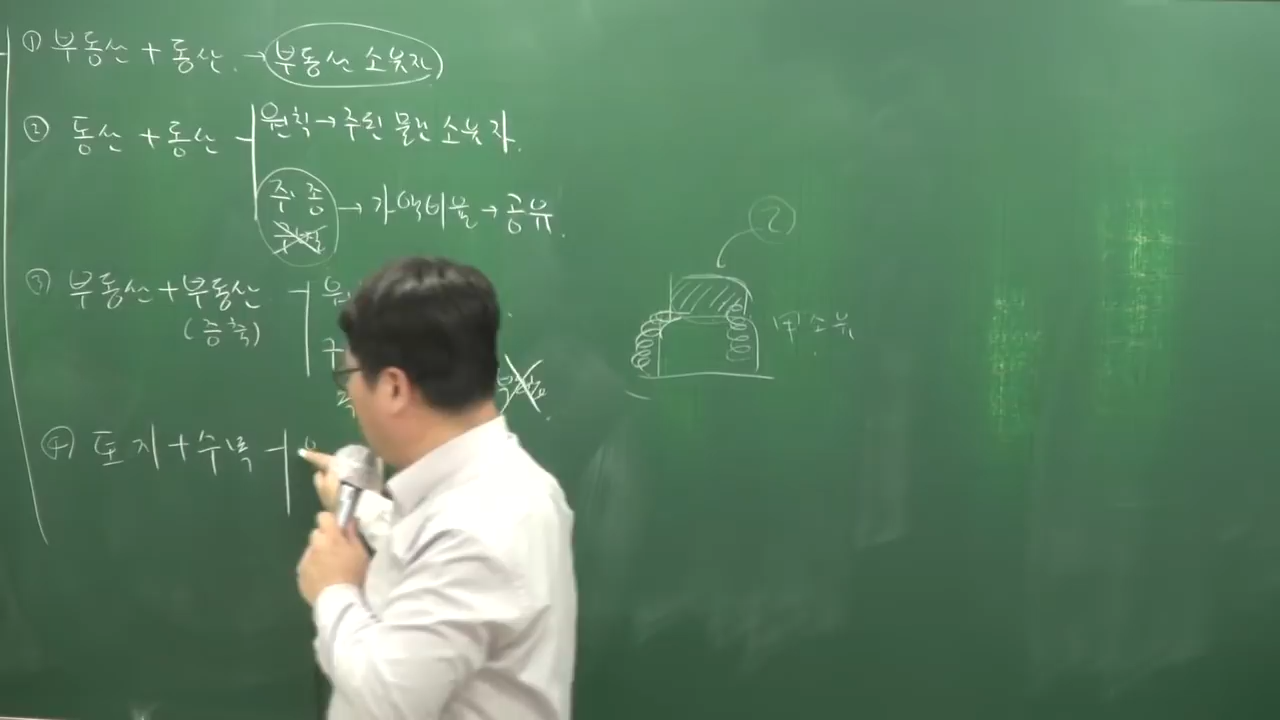 ① 부동산 + 동산 → 부동산 소유자
② 동산 + 동산
원칙 → 주된 물건 소유자.
주. 종 → 가액비율 → 공유.
구별
③ 부동산 + 부동산
(증축)
④ 토지 + 수목
甲 소유